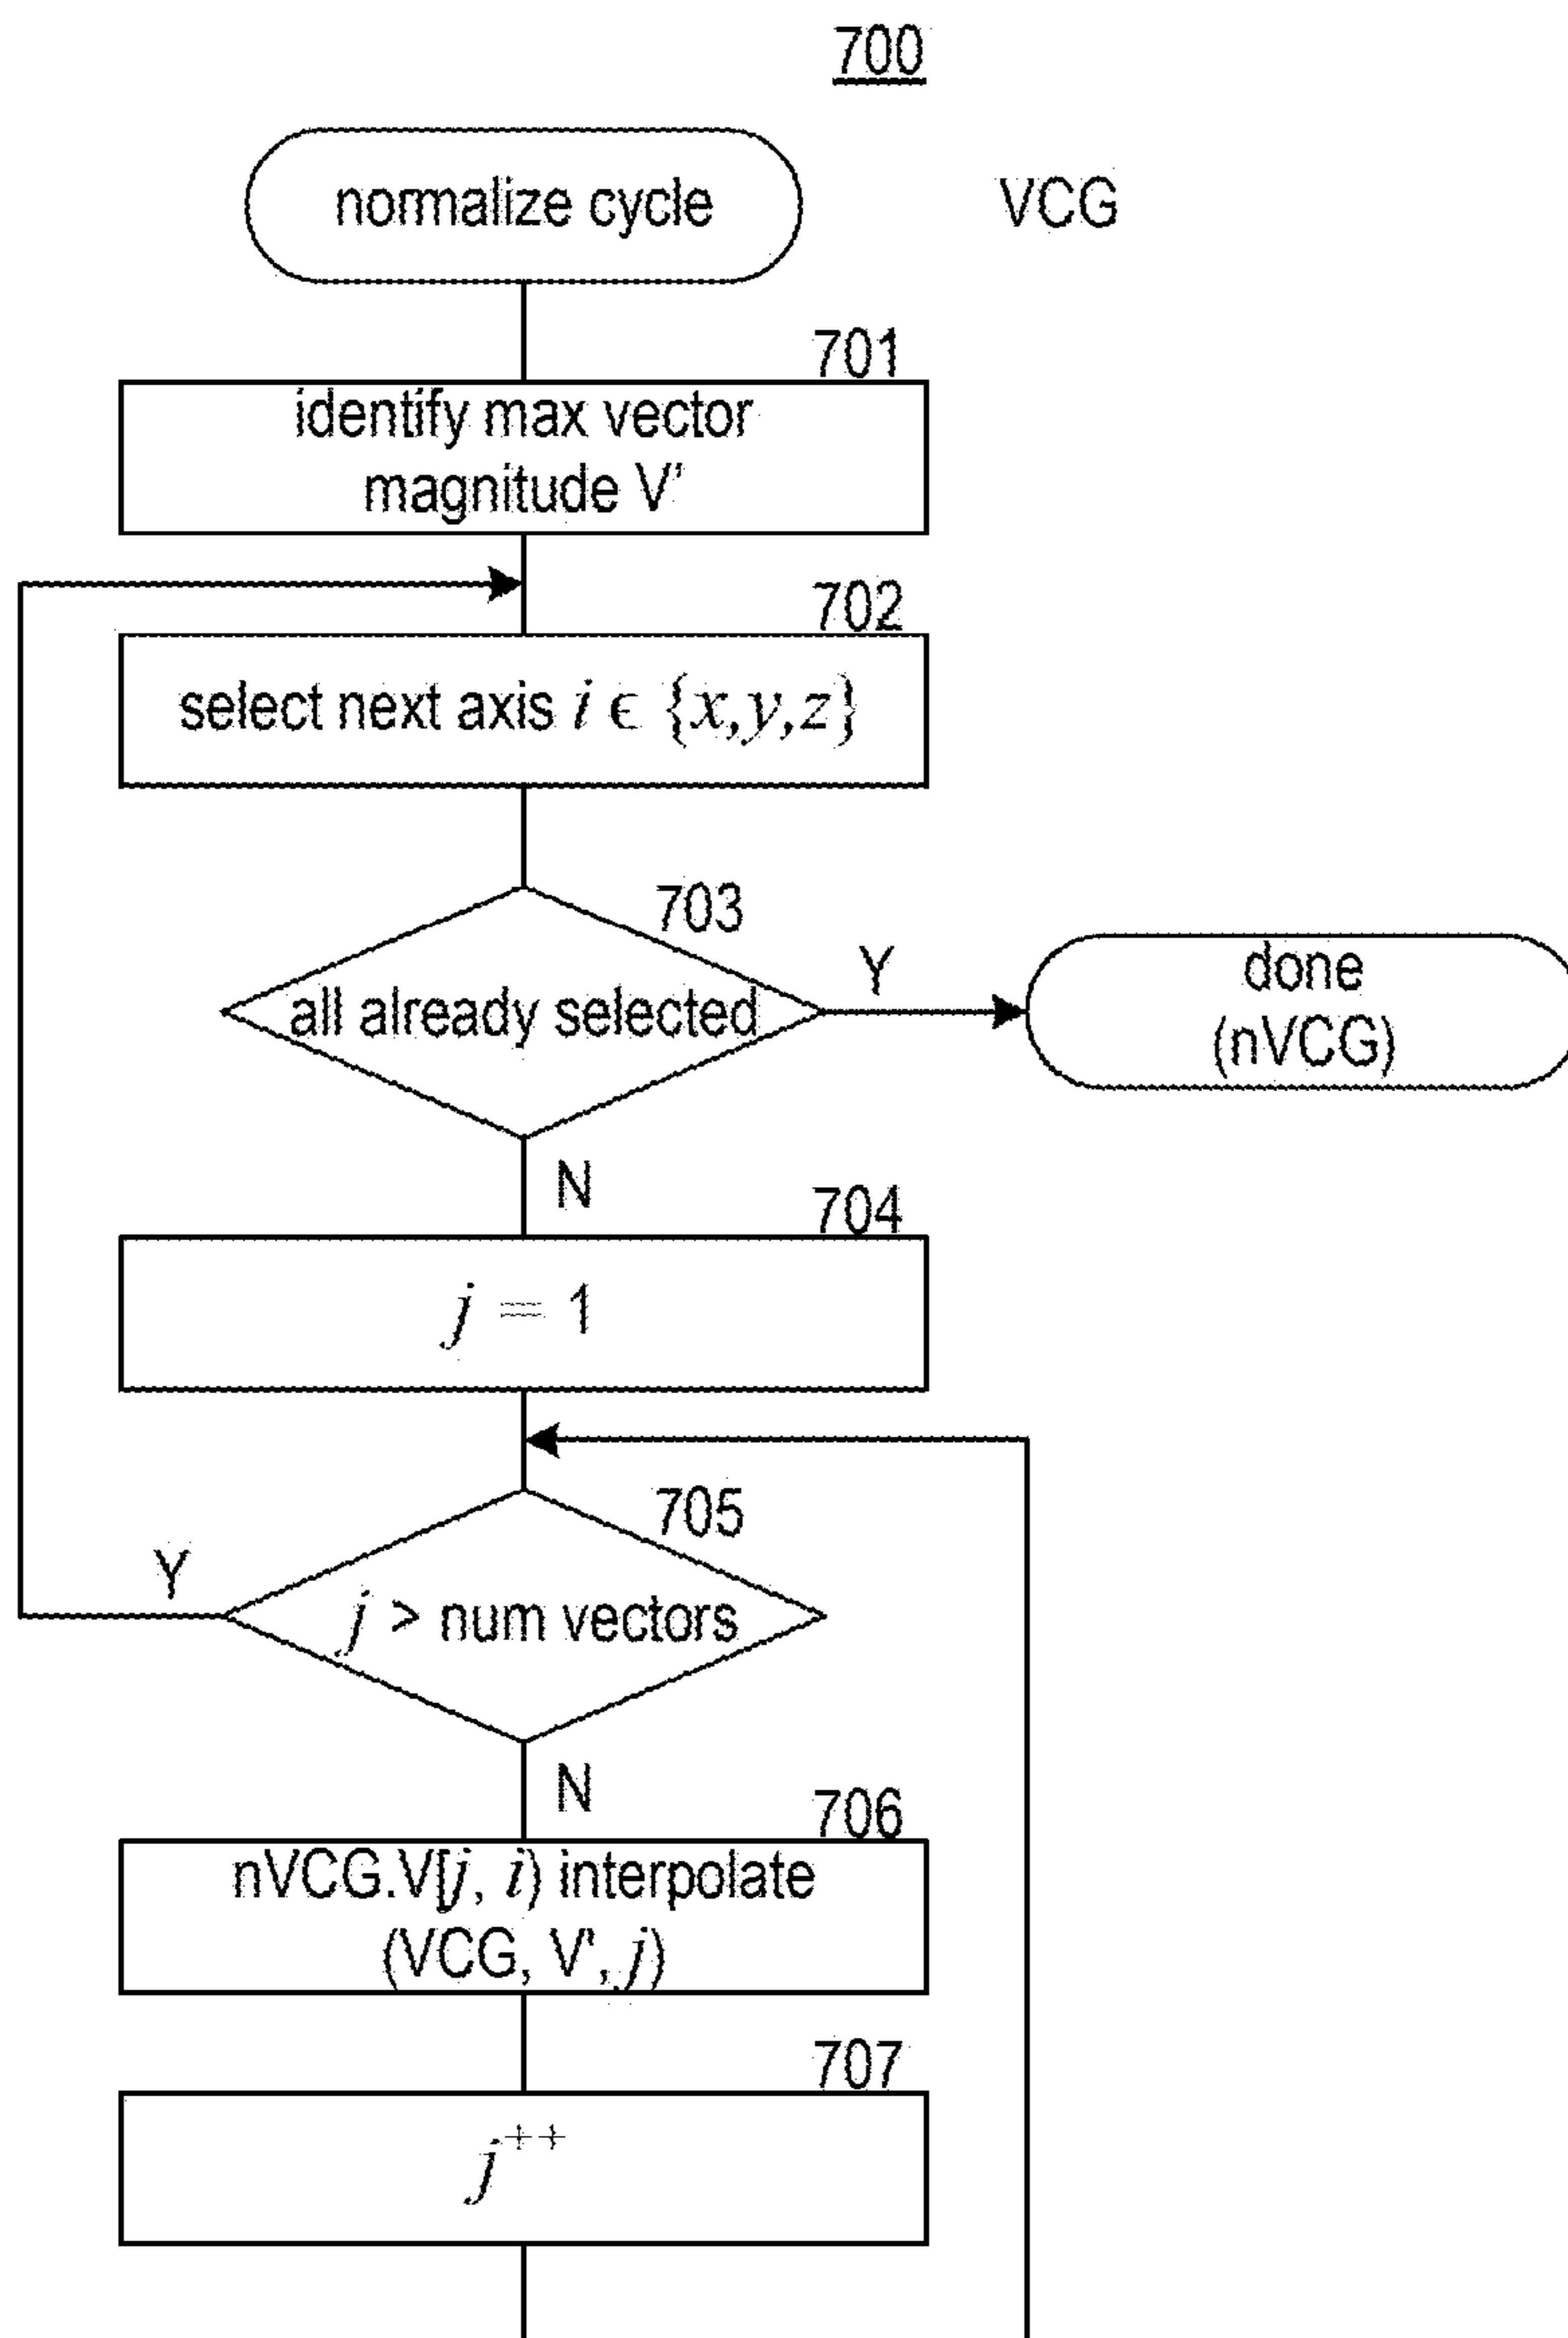 700
normalize cycle
VCG
701
identify max vector
magnitude V'
702
select next axis i ϵ {x,y,z}
703
all already selected
Y
done
(nVCG)
N
704
j = 1
705
Y
j > num vectors
N
706
nVCG.V[j, i) interpolate
(VCG, V', j)
707
j++